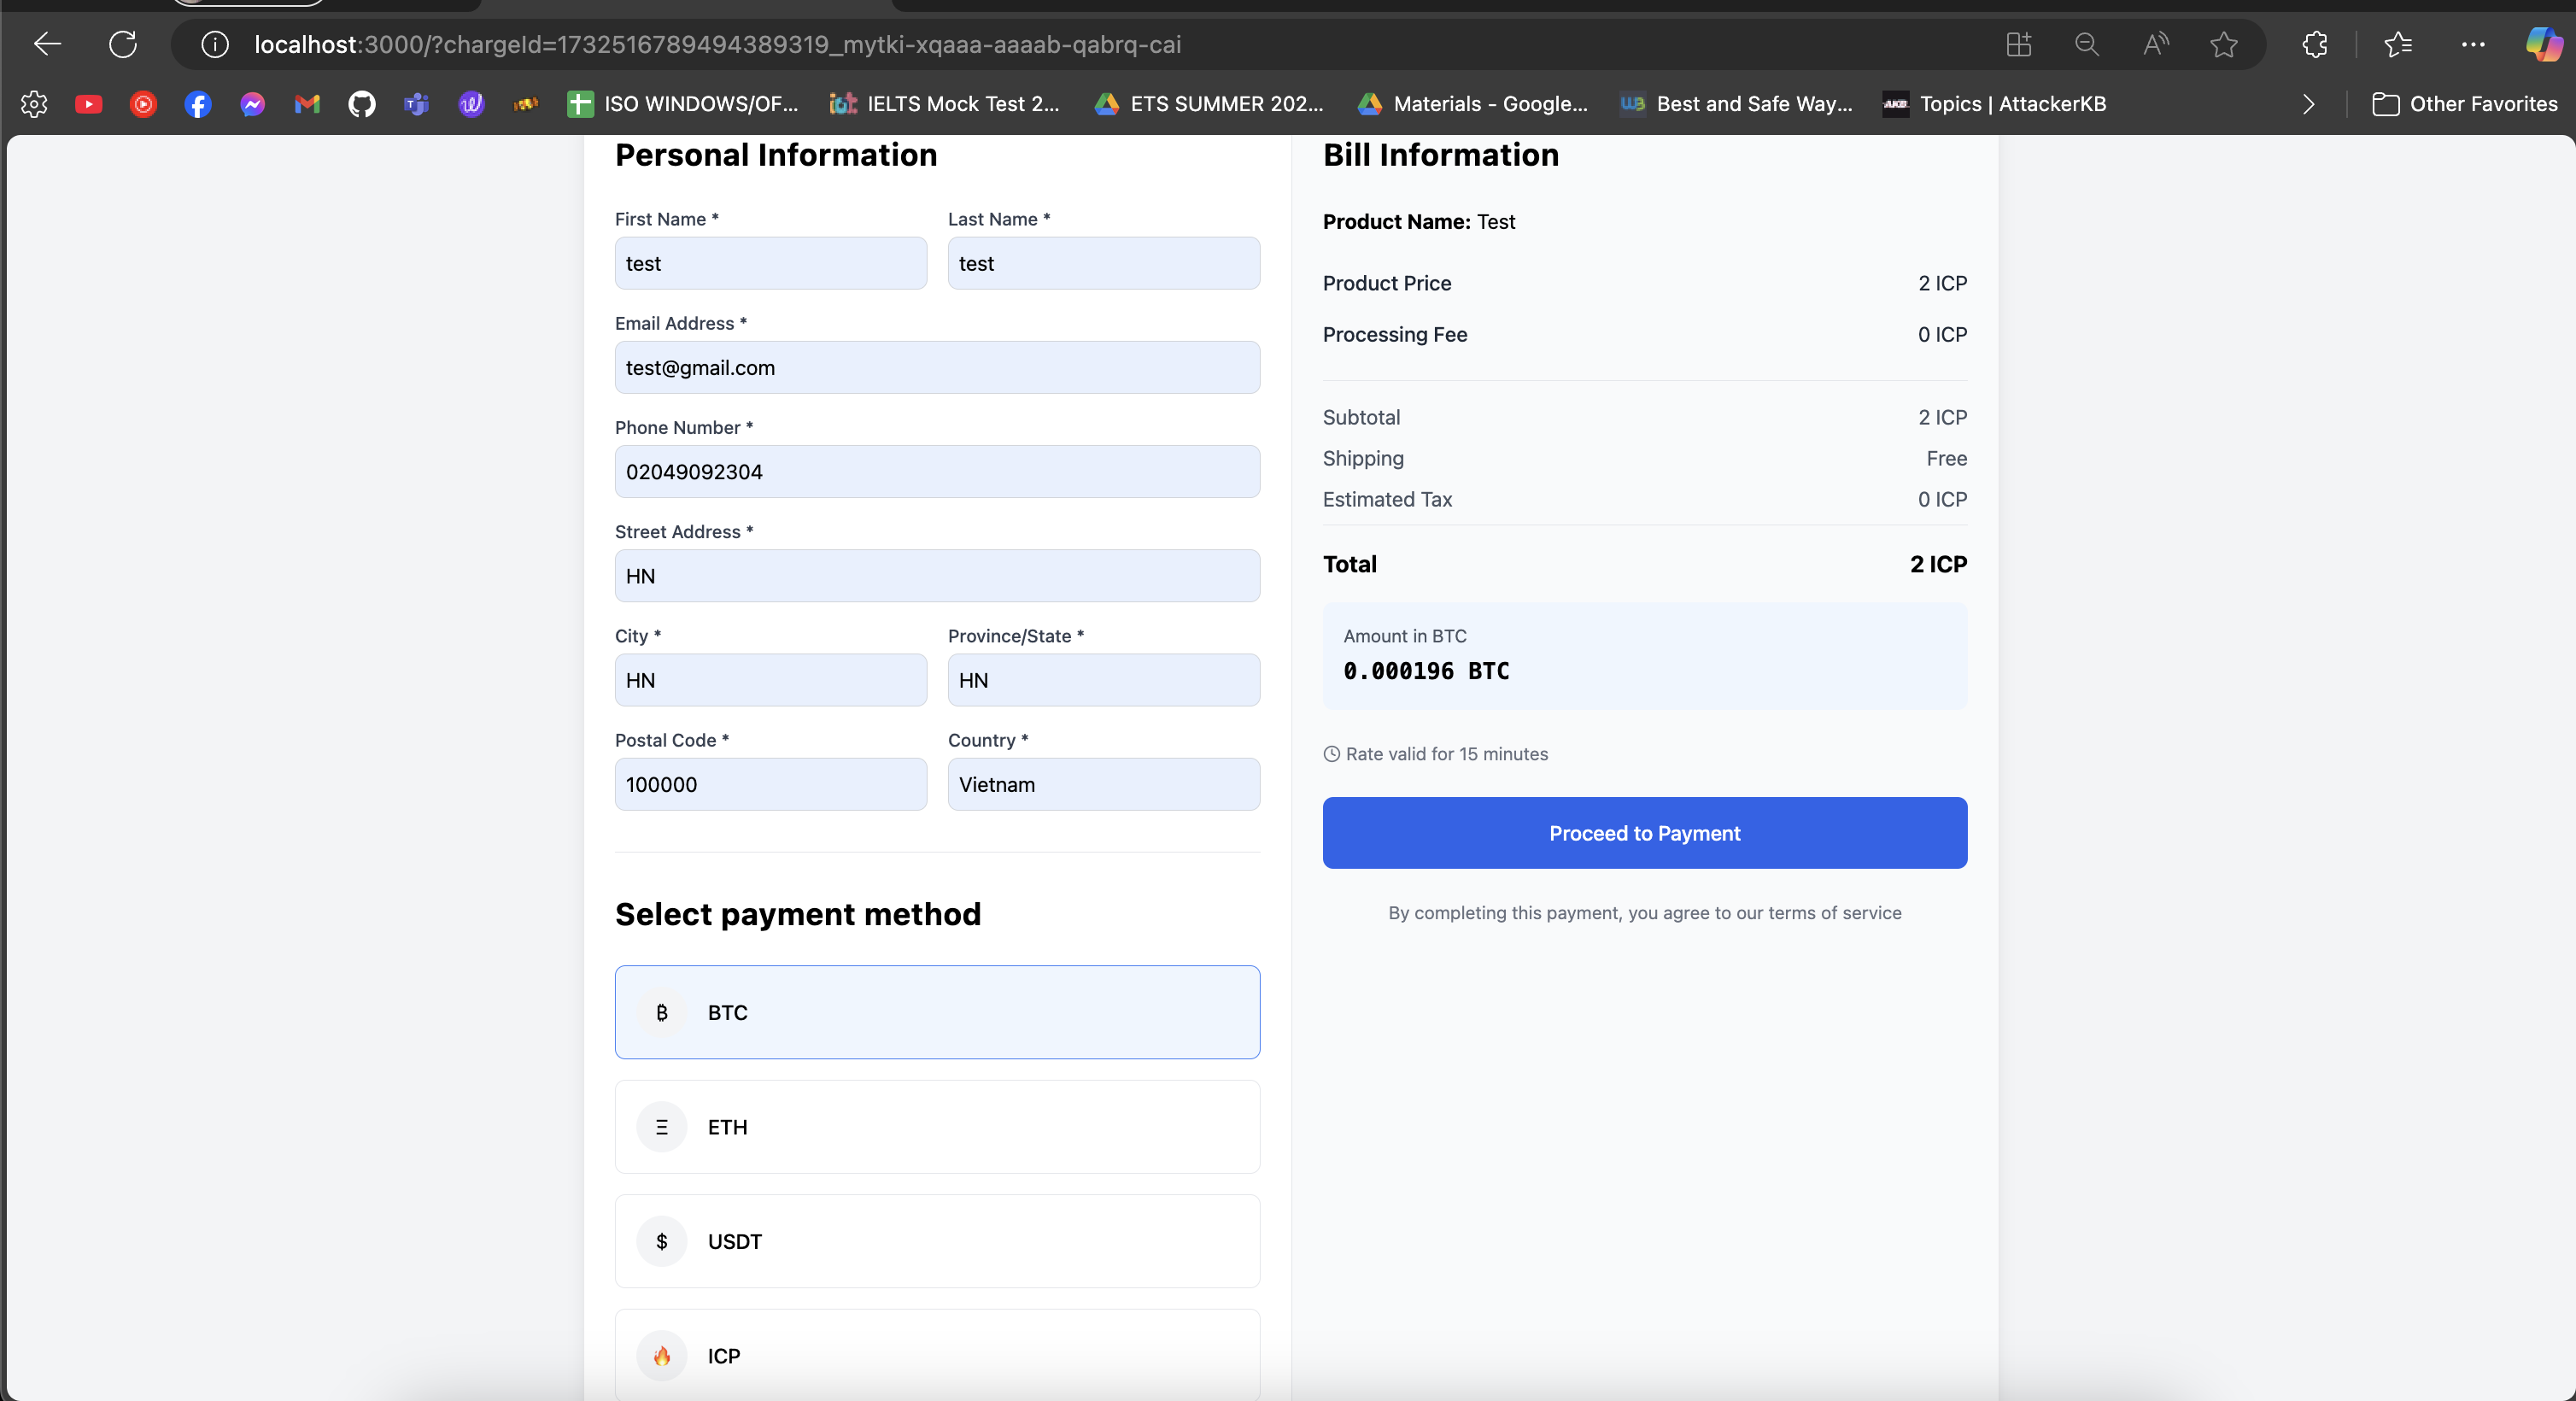 localhost:3000/?chargeId=1732516789494389319_mytki-xqaaa-aaaab-qabrq-cai
ISO WINDOWS/OF... IELTS Mock Test 2... ETS SUMMER 202... Materials - Google... Best and Safe Way... Topics | AttackerKB Other Favorites
Personal Information
First Name * Last Name *
test test
Email Address *
test@gmail.com
Phone Number *
02049092304
Street Address *
HN
City * Province/State *
HN HN
Postal Code * Country *
100000 Vietnam
Select payment method
₿ BTC
Ξ ETH
$ USDT
ICP
Bill Information
Product Name: Test
Product Price 2 ICP
Processing Fee 0 ICP
Subtotal 2 ICP
Shipping Free
Estimated Tax 0 ICP
Total 2 ICP
Amount in BTC
0.000196 BTC
Rate valid for 15 minutes
Proceed to Payment
By completing this payment, you agree to our terms of service